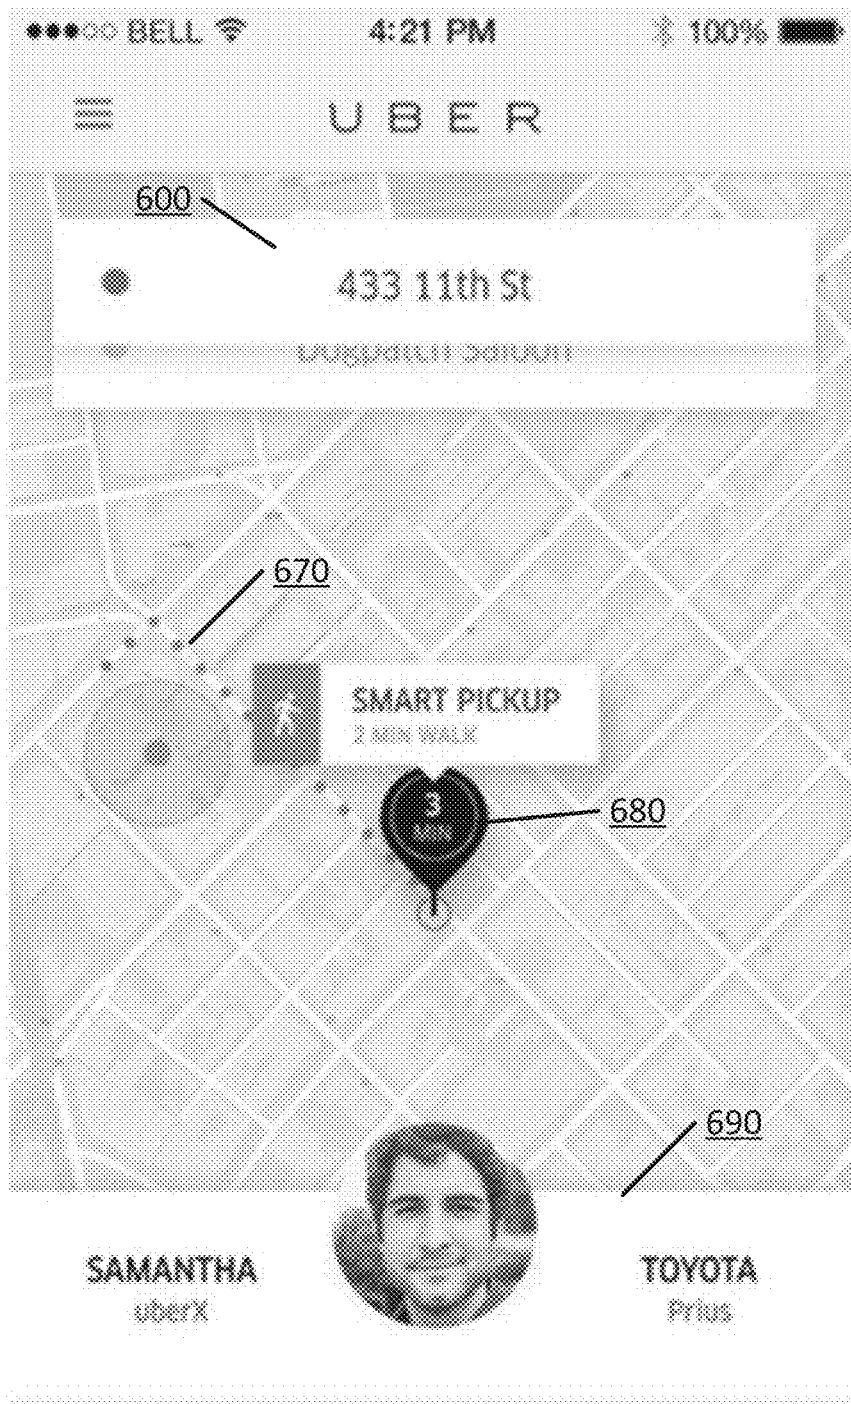 BELL 4:21 PM 100%
UBER
600
433 11th St
Dogpatch Saloon
670
SMART PICKUP
2 MIN WALK
3
MIN
680
690
SAMANTHA
uberX
TOYOTA
Prius